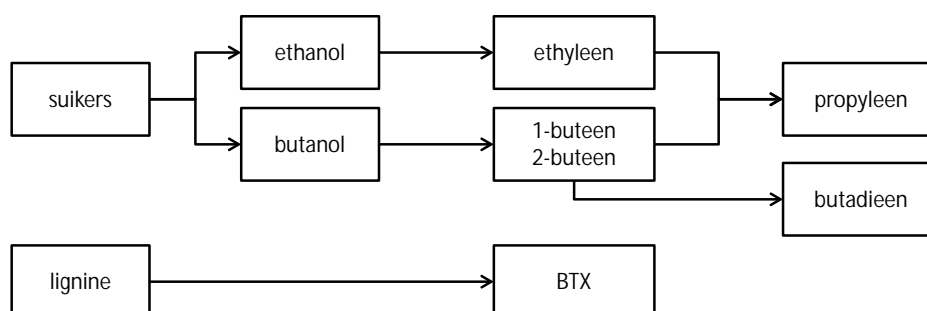 suikers
ethanol
ethyleen
propyleen
butanol
1-buteen
2-buteen
butadieen
lignine
BTX